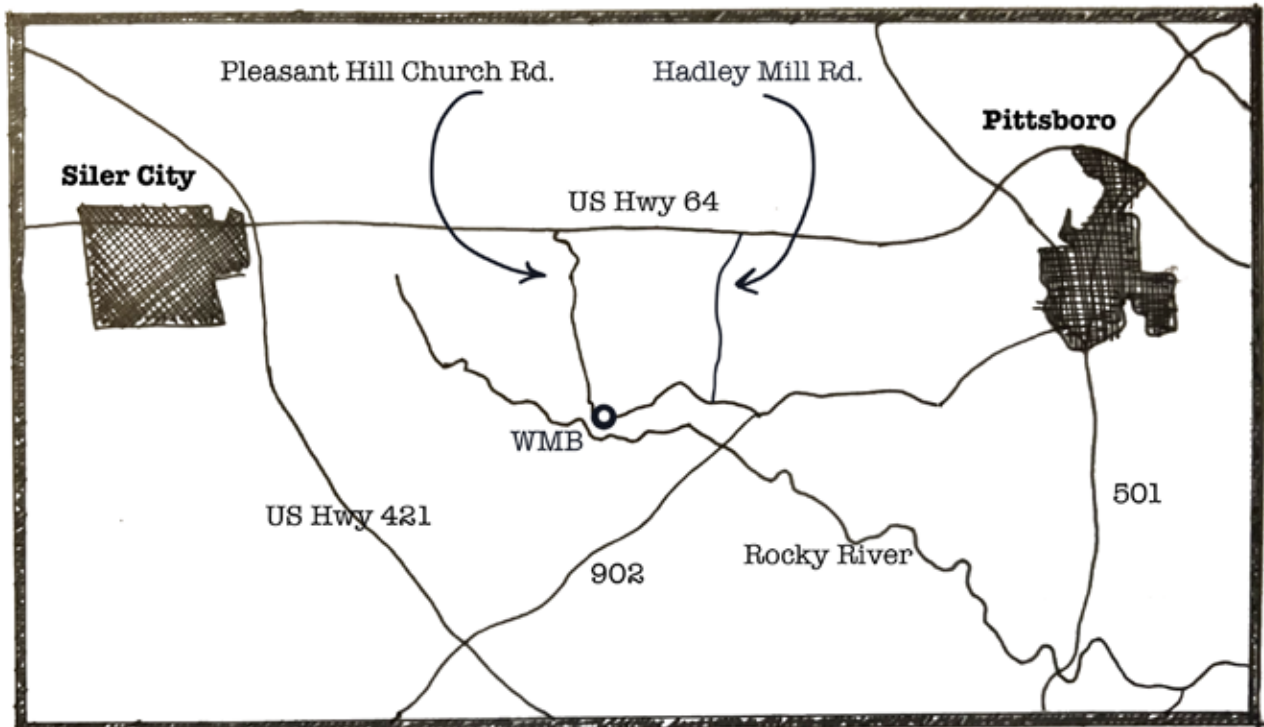 Pleasant Hill Church Rd.
Hadley Mill Rd.
Pittsboro
Siler City
US Hwy 64
WMB
501
US Hwy 421
Rocky River
902